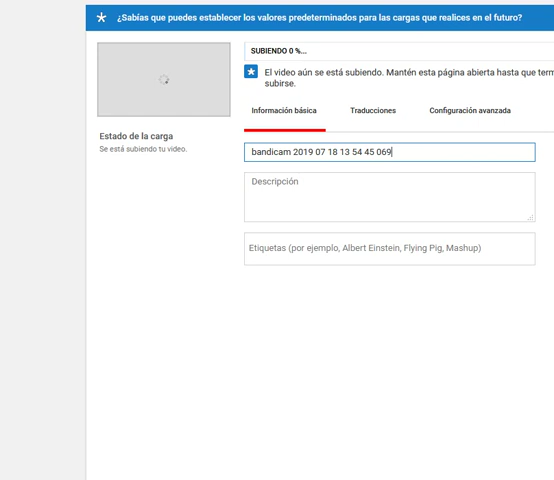 ¿Sabías que puedes establecer los valores predeterminados para las cargas que realices en el futuro?
SUBIENDO 0 %...
El video aún se está subiendo. Mantén esta página abierta hasta que term
subirse.
Información básica
Traducciones
Configuración avanzada
Estado de la carga
Se está subiendo tu video.
bandicam 2019 07 18 13 54 45 069
Descripción
Etiquetas (por ejemplo, Albert Einstein, Flying Pig, Mashup)